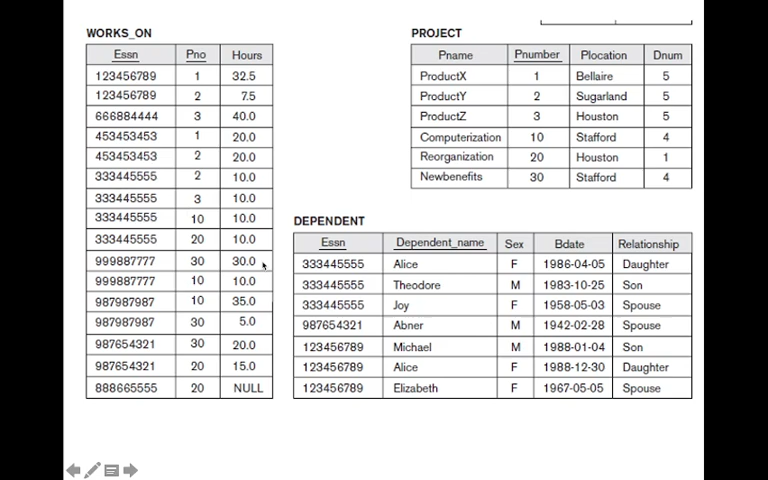 WORKS_ON
Essn Pno Hours
123456789 1 32.5
123456789 2 7.5
666884444 3 40.0
453453453 1 20.0
453453453 2 20.0
333445555 2 10.0
333445555 3 10.0
333445555 10 10.0
333445555 20 10.0
999887777 30 30.0
999887777 10 10.0
987987987 10 35.0
987987987 30 5.0
987654321 30 20.0
987654321 20 15.0
888665555 20 NULL
PROJECT
Pname Pnumber Plocation Dnum
ProductX 1 Bellaire 5
ProductY 2 Sugarland 5
ProductZ 3 Houston 5
Computerization 10 Stafford 4
Reorganization 20 Houston 1
Newbenefits 30 Stafford 4
DEPENDENT
Essn Dependent_name Sex Bdate Relationship
333445555 Alice F 1986-04-05 Daughter
333445555 Theodore M 1983-10-25 Son
333445555 Joy F 1958-05-03 Spouse
987654321 Abner M 1942-02-28 Spouse
123456789 Michael M 1988-01-04 Son
123456789 Alice F 1988-12-30 Daughter
123456789 Elizabeth F 1967-05-05 Spouse